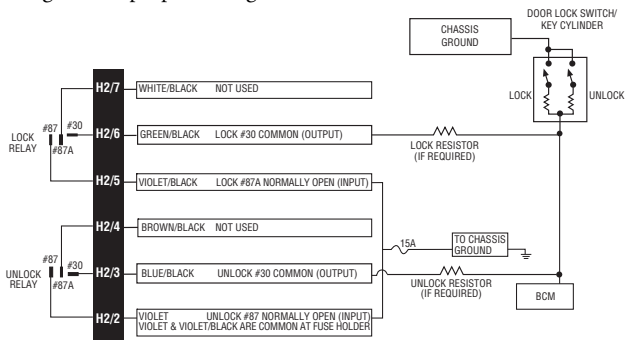 CHASSIS
GROUND
DOOR LOCK SWITCH/
KEY CYLINDER
LOCK
UNLOCK
H2/7
WHITE/BLACK NOT USED
#87
#30
#87A
LOCK
RELAY
H2/6
GREEN/BLACK LOCK #30 COMMON (OUTPUT)
LOCK RESISTOR
(IF REQUIRED)
H2/5
VIOLET/BLACK LOCK #87A NORMALLY OPEN (INPUT)
H2/4
BROWN/BLACK NOT USED
15A
TO CHASSIS
GROUND
#87
#30
#87A
UNLOCK
RELAY
H2/3
BLUE/BLACK UNLOCK #30 COMMON (OUTPUT)
UNLOCK RESISTOR
(IF REQUIRED)
BCM
H2/2
VIOLET UNLOCK #87 NORMALLY OPEN (INPUT)
VIOLET & VIOLET/BLACK ARE COMMON AT FUSE HOLDER